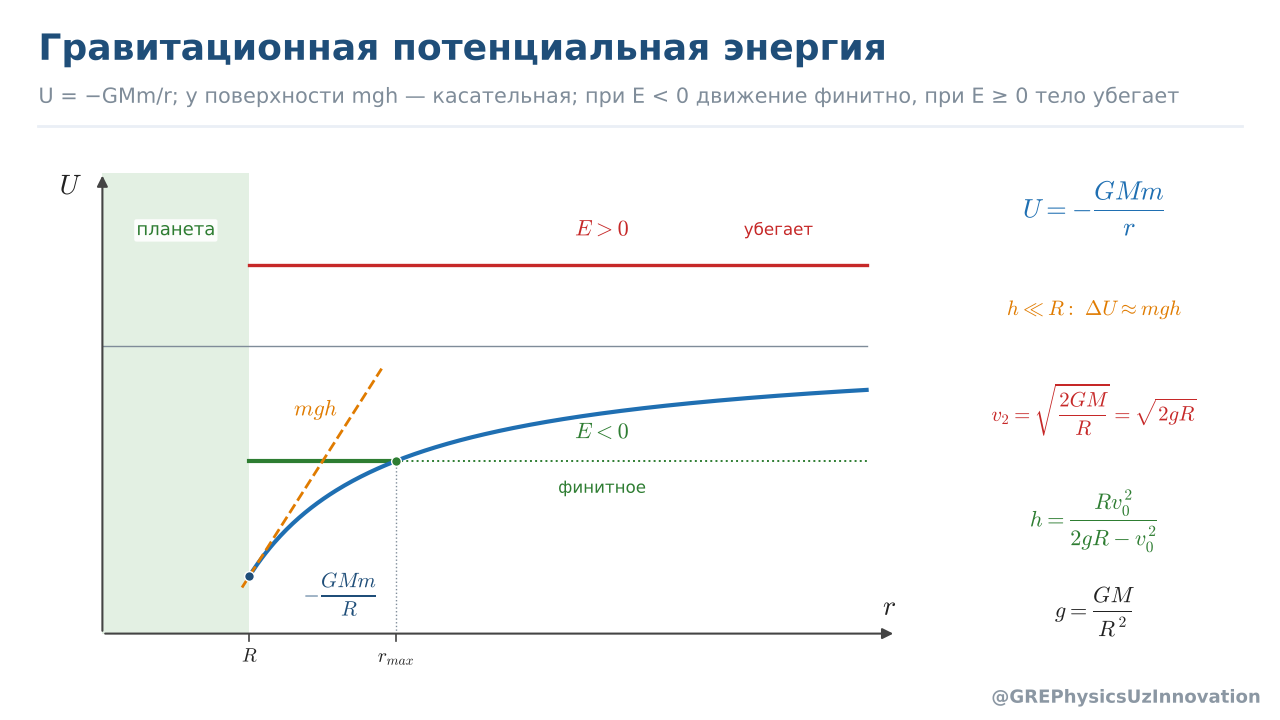 Гравитационная потенциальная энергия
U = −GMm/r; у поверхности mgh — касательная; при E < 0 движение финитно, при E ≥ 0 тело убегает
U
планета
E > 0
убегает
mgh
E < 0
финитное
−GMm/R
r
R
r_max
U = −GMm/r
h ≪ R : ΔU ≈ mgh
v₂ = √(2GM/R) = √(2gR)
h = Rv₀²/(2gR − v₀²)
g = GM/R²
@GREPhysicsUzInnovation